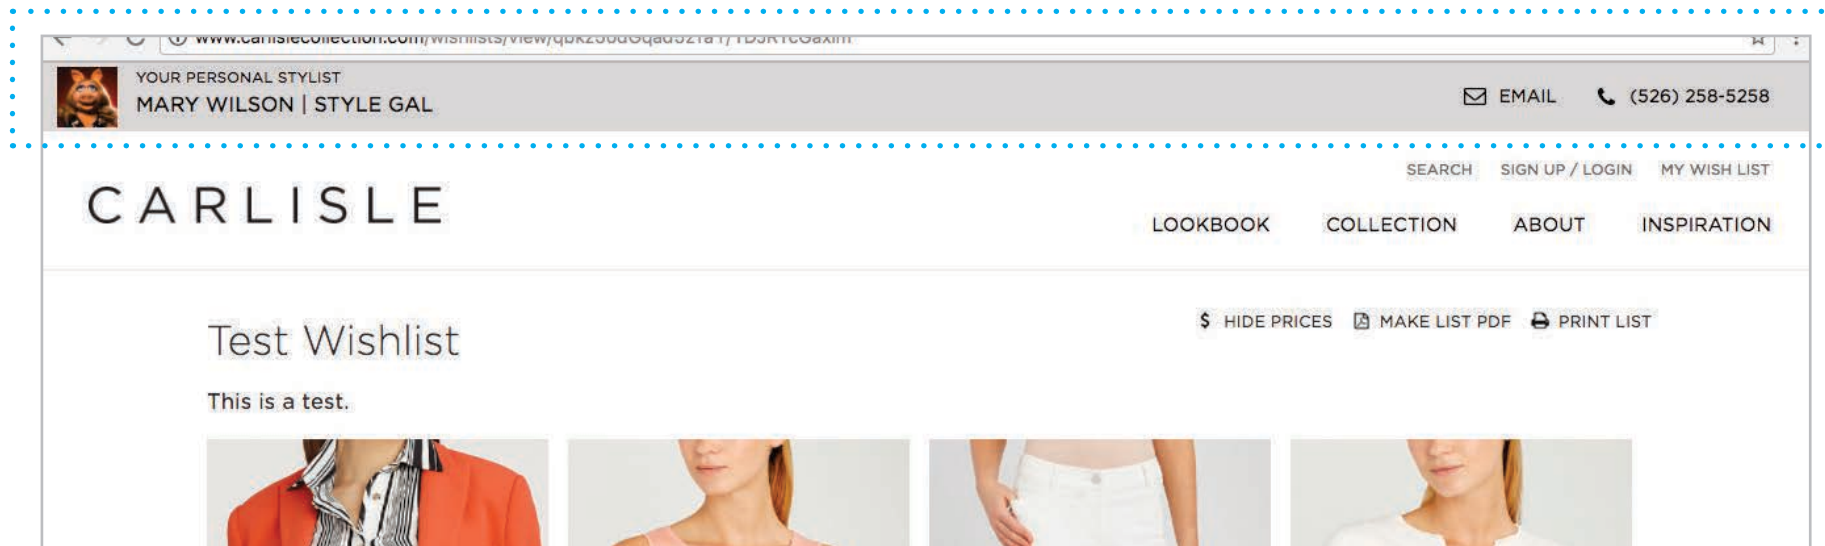 YOUR PERSONAL STYLIST
MARY WILSON | STYLE GAL
EMAIL
(526) 258-5258
SEARCH SIGN UP / LOGIN MY WISH LIST
CARLISLE
LOOKBOOK COLLECTION ABOUT INSPIRATION
$ HIDE PRICES MAKE LIST PDF PRINT LIST
Test Wishlist
This is a test.